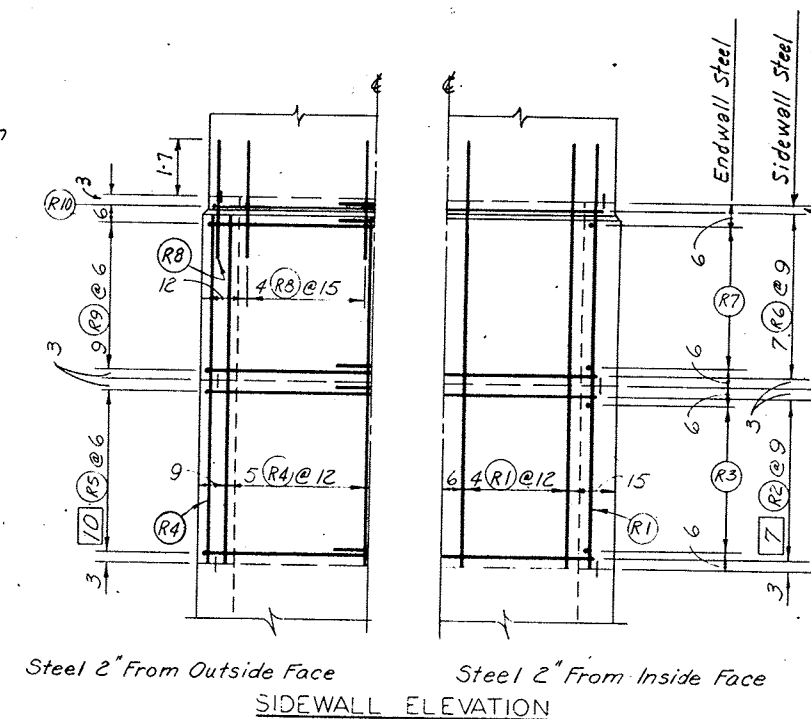 ℄
℄
Endwall Steel
Sidewall Steel
1-7
3
R10
6
R8
12
4 R8 @ 15
9 R9 @ 6
3
9
5 R4 @ 12
R4
10 R5 @ 6
3
6
4 R1 @ 12
15
R1
6
R7
6
6
R3
6
7 R6 @ 9
3
7 R2 @ 9
3
Steel 2" From Outside Face
Steel 2" From Inside Face
SIDEWALL ELEVATION